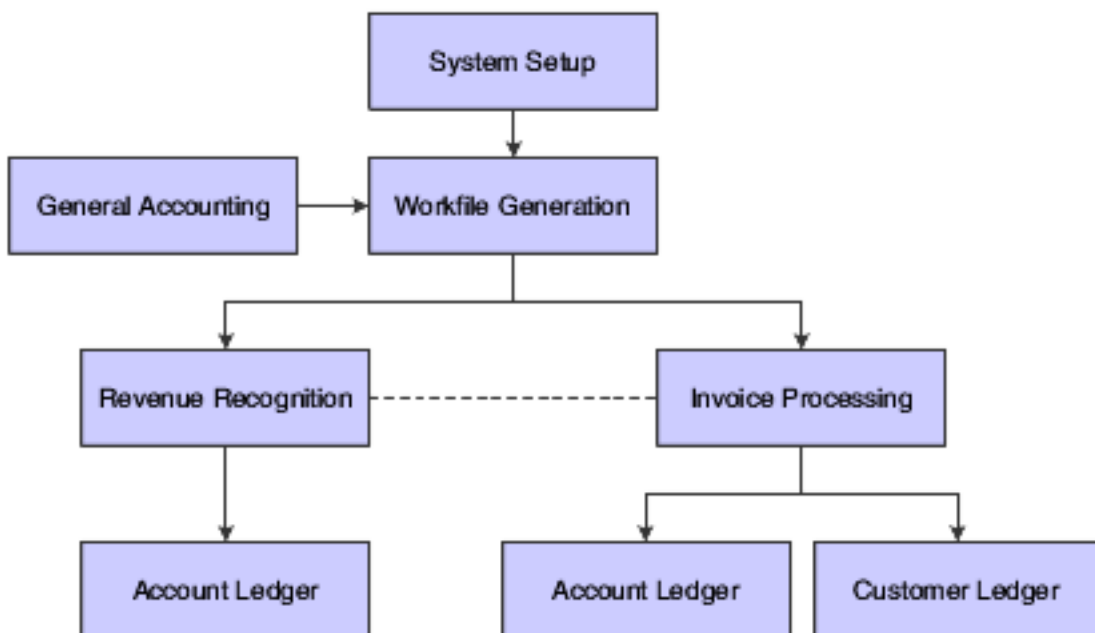 System Setup
General Accounting
Workfile Generation
Revenue Recognition
Invoice Processing
Account Ledger
Account Ledger
Customer Ledger